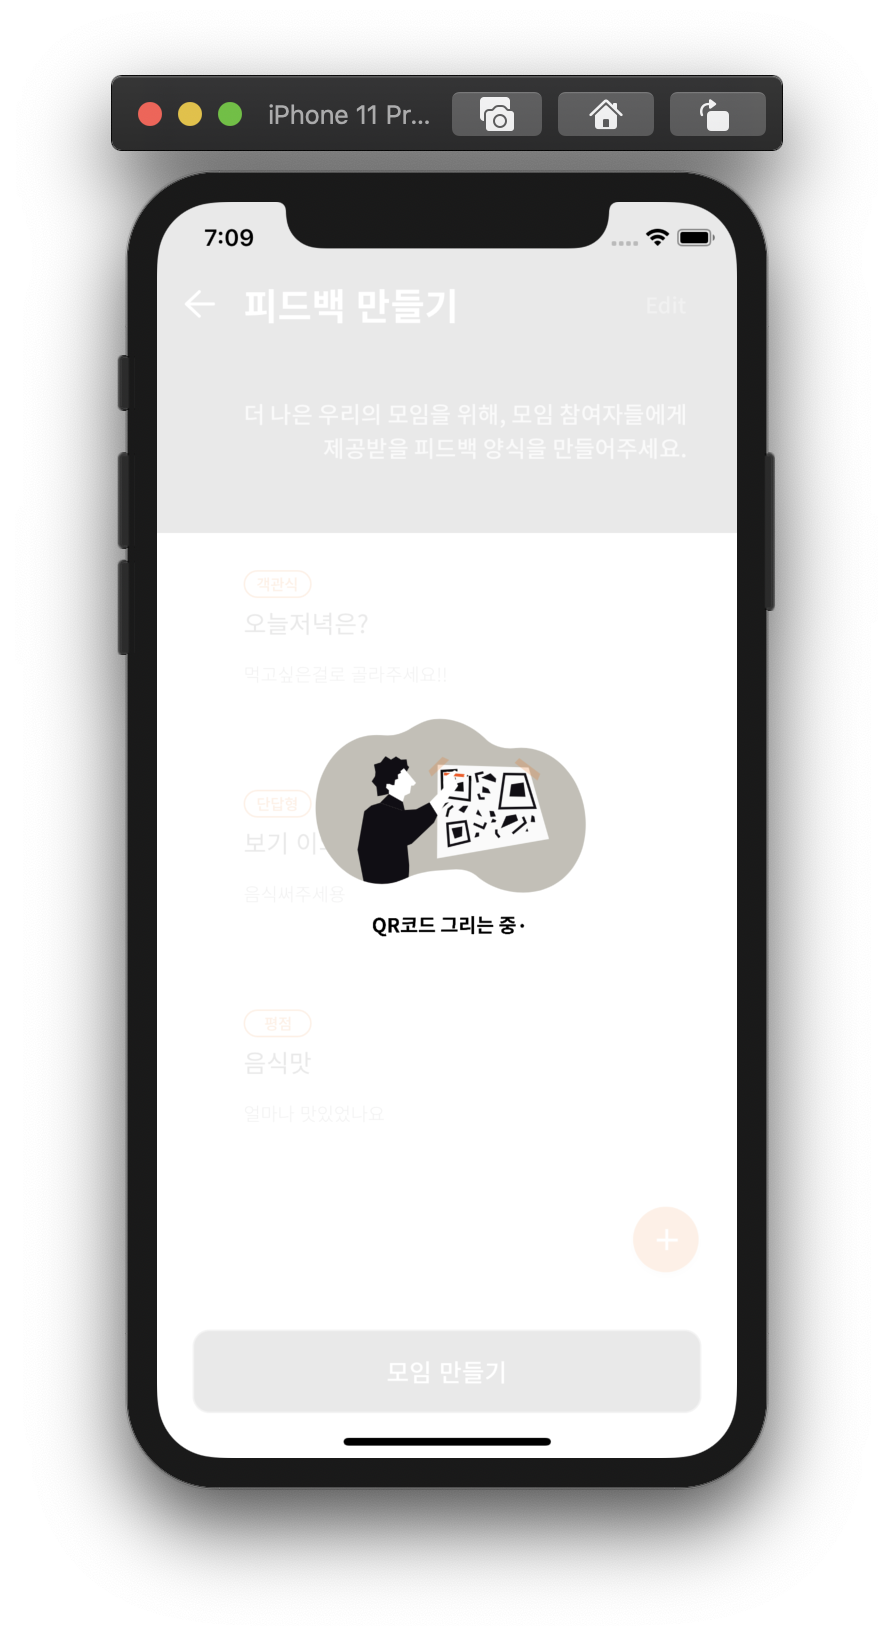 iPhone 11 Pr...
7:09
피드백 만들기
Edit
더 나은 우리의 모임을 위해, 모임 참여자들에게
제공받을 피드백 양식을 만들어주세요.
객관식
오늘저녁은?
먹고싶은걸로 골라주세요!!
단답형
보기 이
음식써주세용
QR코드 그리는 중·
평점
음식맛
얼마나 맛있었나요
모임 만들기